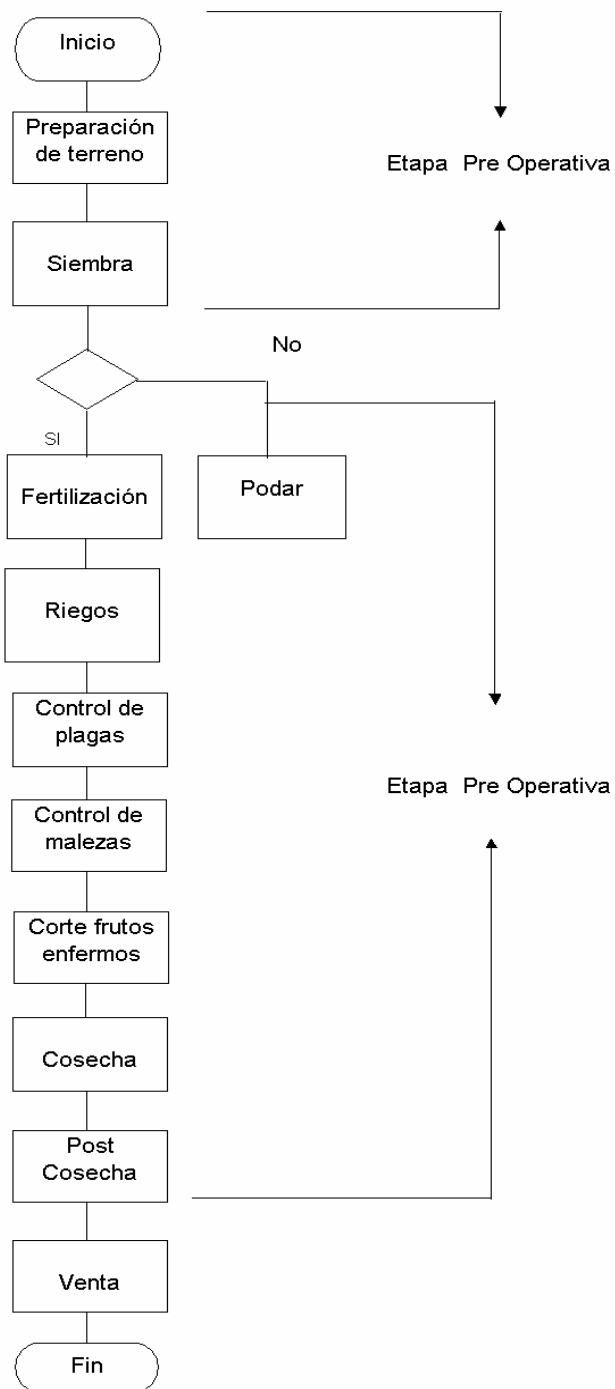 Inicio
Preparación
de terreno
Etapa  Pre Operativa
Siembra
No
SI
Fertilización
Podar
Riegos
Control de
plagas
Etapa  Pre Operativa
Control de
malezas
Corte frutos
enfermos
Cosecha
Post
Cosecha
Venta
Fin